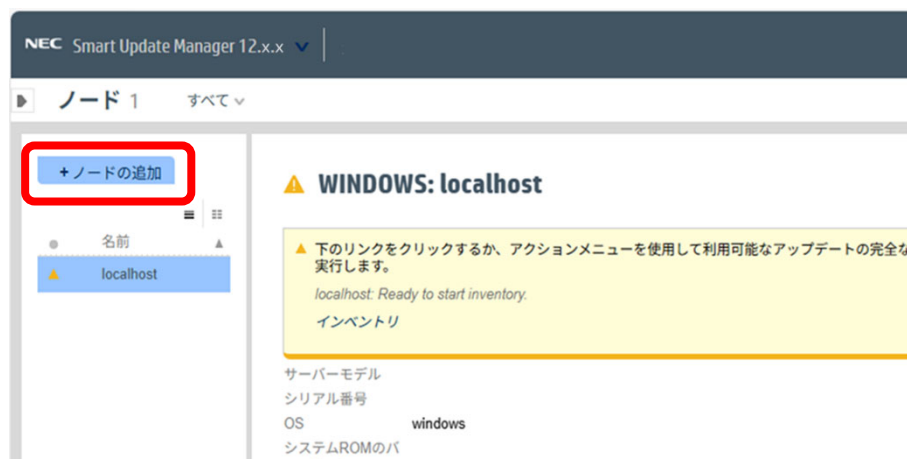 NEC Smart Update Manager 12.x.x
ノード 1 すべて
+ノードの追加
名前
localhost
WINDOWS: localhost
下のリンクをクリックするか、アクションメニューを使用して利用可能なアップデートの完全な
実行します。
localhost: Ready to start inventory.
インベントリ
サーバーモデル
シリアル番号
OS windows
システムROMのバ